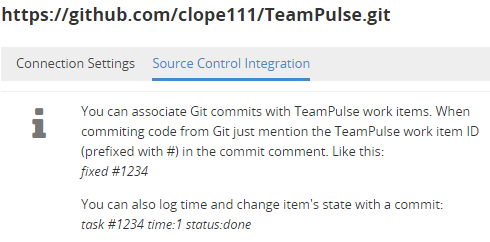 https://github.com/clope111/TeamPulse.git
Connection Settings Source Control Integration
You can associate Git commits with TeamPulse work items. When
commiting code from Git just mention the TeamPulse work item ID
(prefixed with #) in the commit comment. Like this:
fixed #1234
You can also log time and change item's state with a commit:
task #1234 time:1 status:done